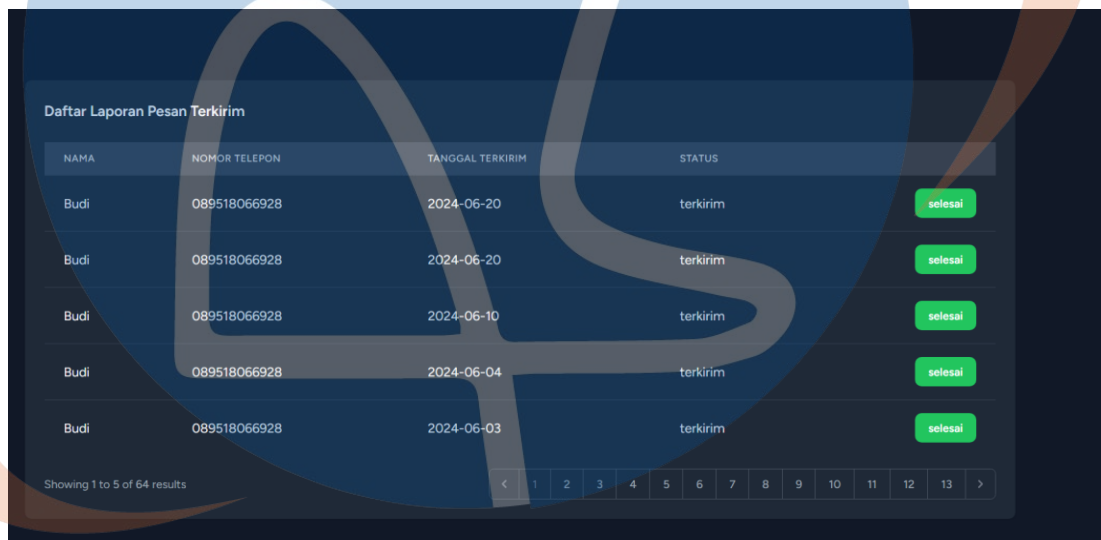 Daftar Laporan Pesan Terkirim
NAMA NOMOR TELEPON TANGGAL TERKIRIM STATUS
Budi 089518066928 2024-06-20 terkirim selesai
Budi 089518066928 2024-06-20 terkirim selesai
Budi 089518066928 2024-06-10 terkirim selesai
Budi 089518066928 2024-06-04 terkirim selesai
Budi 089518066928 2024-06-03 terkirim selesai
Showing 1 to 5 of 64 results < 1 2 3 4 5 6 7 8 9 10 11 12 13 >